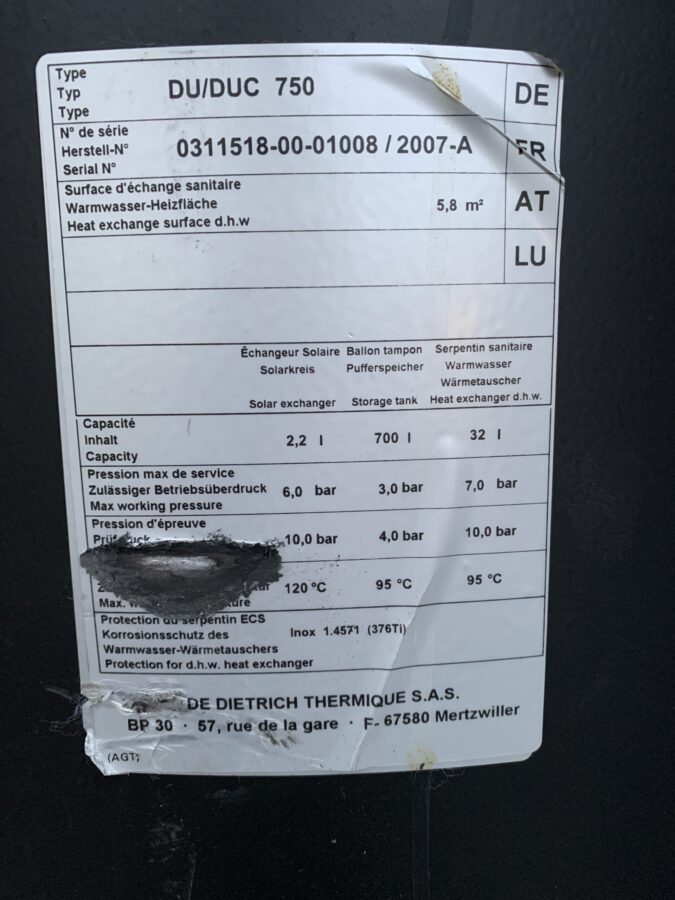 Type
Typ
Type
DU/DUC 750
DE
N° de série
Herstell-N°
Serial N°
0311518-00-01008 / 2007-A
FR
Surface d'échange sanitaire
Warmwasser-Heizfläche
Heat exchange surface d.h.w
5,8 m²
AT
LU
Êchangeur Solaire
Solarkreis
Solar exchanger
Ballon tampon
Pufferspeicher
Storage tank
Serpentin sanitaire
Warmwasser
Wärmetauscher
Heat exchanger d.h.w.
Capacité
Inhalt
Capacity
2,2 l
700 l
32 l
Pression max de service
Zulässiger Betriebsüberdruck
Max working pressure
6,0 bar
3,0 bar
7,0 bar
Pression d'épreuve
10,0 bar
4,0 bar
10,0 bar
Max.
120 °C
95 °C
95 °C
Protection du serpentin ECS
Korrosionsschutz des
Warmwasser-Wärmetauschers
Protection for d.h.w. heat exchanger
Inox 1.4571 (376Ti)
DE DIETRICH THERMIQUE S.A.S.
BP 30 · 57, rue de la gare · F- 67580 Mertzwiller
(AGT)